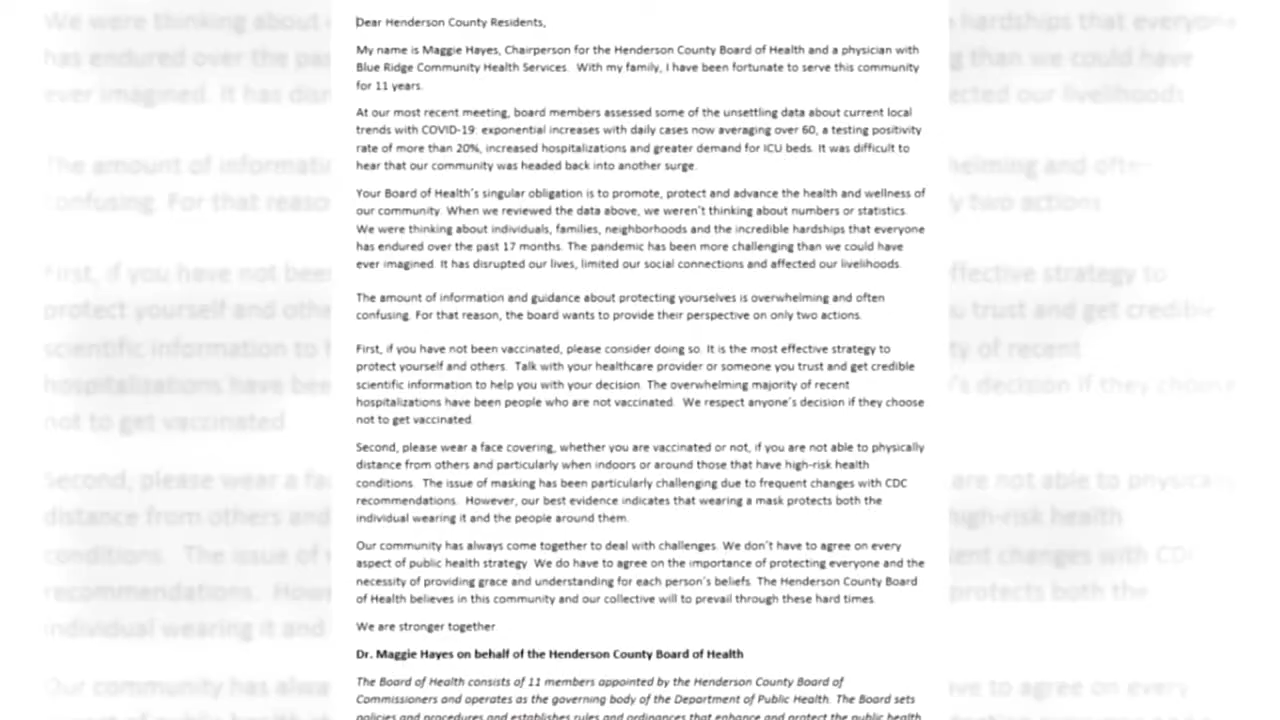 Dear Henderson County Residents,
My name is Maggie Hayes, Chairperson for the Henderson County Board of Health and a physician with
Blue Ridge Community Health Services. With my family, I have been fortunate to serve this community
for 11 years.
At our most recent meeting, board members assessed some of the unsettling data about current local
trends with COVID-19: exponential increases with daily cases now averaging over 60, a testing positivity
rate of more than 20%, increased hospitalizations and greater demand for ICU beds. It was difficult to
hear that our community was headed back into another surge.
Your Board of Health's singular obligation is to promote, protect and advance the health and wellness of
our community. When we reviewed the data above, we weren't thinking about numbers or statistics.
We were thinking about individuals, families, neighborhoods and the incredible hardships that everyone
has endured over the past 17 months. The pandemic has been more challenging than we could have
ever imagined. It has disrupted our lives, limited our social connections and affected our livelihoods.
The amount of information and guidance about protecting yourselves is overwhelming and often
confusing. For that reason, the board wants to provide their perspective on only two actions.
First, if you have not been vaccinated, please consider doing so. It is the most effective strategy to
protect yourself and others. Talk with your healthcare provider or someone you trust and get credible
scientific information to help you with your decision. The overwhelming majority of recent
hospitalizations have been people who are not vaccinated. We respect anyone's decision if they choose
not to get vaccinated.
Second, please wear a face covering, whether you are vaccinated or not, if you are not able to physically
distance from others and particularly when indoors or around those that have high-risk health
conditions. The issue of masking has been particularly challenging due to frequent changes with CDC
recommendations. However, our best evidence indicates that wearing a mask protects both the
individual wearing it and the people around them.
Our community has always come together to deal with challenges. We don't have to agree on every
aspect of public health strategy. We do have to agree on the importance of protecting everyone and the
necessity of providing grace and understanding for each person's beliefs. The Henderson County Board
of Health believes in this community and our collective will to prevail through these hard times.
We are stronger together
Dr. Maggie Hayes on behalf of the Henderson County Board of Health
The Board of Health consists of 11 members appointed by the Henderson County Board of
Commissioners and operates as the governing body of the Department of Public Health. The Board sets
policies and procedures and establishes rules and ordinances that enhance and protect the public health